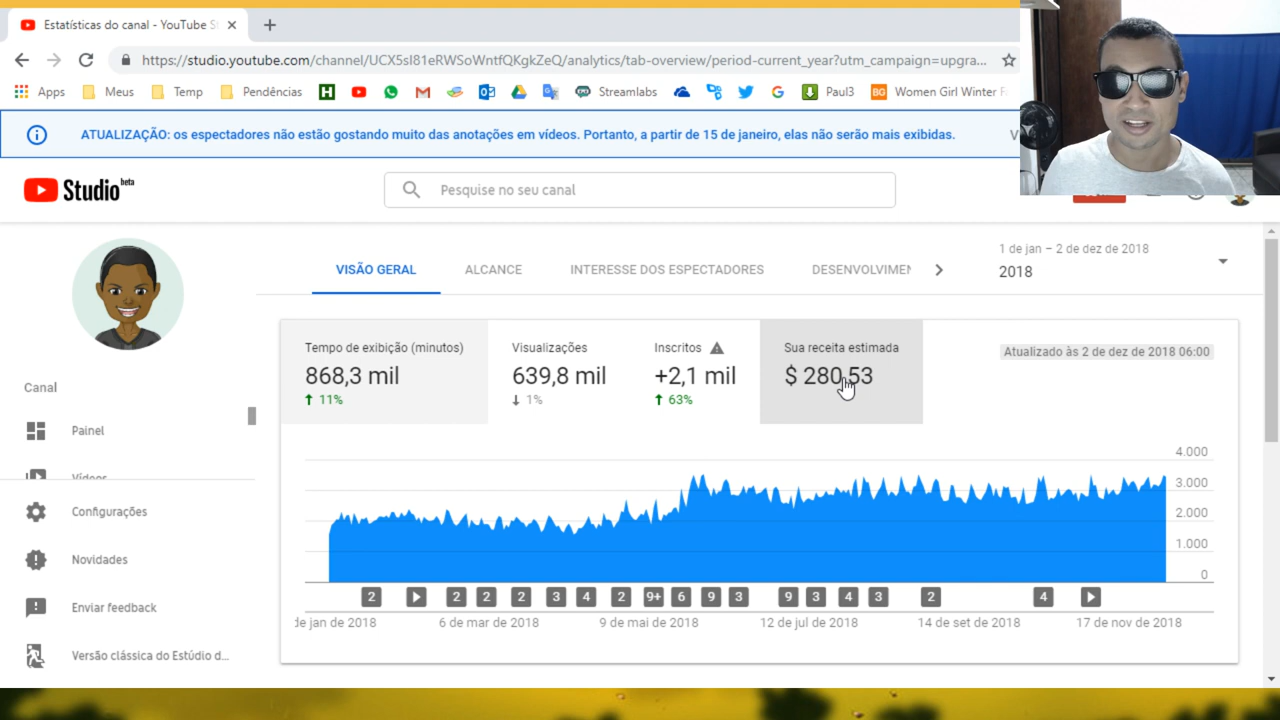 Estatísticas do canal - YouTube S
https://studio.youtube.com/channel/UCX5sI81eRWSoWntfQKgkZeQ/analytics/tab-overview/period-current_year?utm_campaign=upgra...
Apps Meus Temp Pendências H Streamlabs G Paul3 BG Women Girl Winter F
ATUALIZAÇÃO: os espectadores não estão gostando muito das anotações em vídeos. Portanto, a partir de 15 de janeiro, elas não serão mais exibidas.
Studio beta
Pesquise no seu canal
VISÃO GERAL ALCANCE INTERESSE DOS ESPECTADORES DESENVOLVIMEN
1 de jan – 2 de dez de 2018
2018
Tempo de exibição (minutos) Visualizações Inscritos Sua receita estimada
Atualizado às 2 de dez de 2018 06:00
868,3 mil 639,8 mil +2,1 mil $ 280,53
11% 1% 63%
Canal
Painel
Vídeos
Configurações
Novidades
Enviar feedback
Versão clássica do Estúdio d...
4.000
3.000
2.000
1.000
0
2 2 2 2 3 4 2 9+ 6 9 3 9 3 4 3 2 4
de jan de 2018 6 de mar de 2018 9 de mai de 2018 12 de jul de 2018 14 de set de 2018 17 de nov de 2018